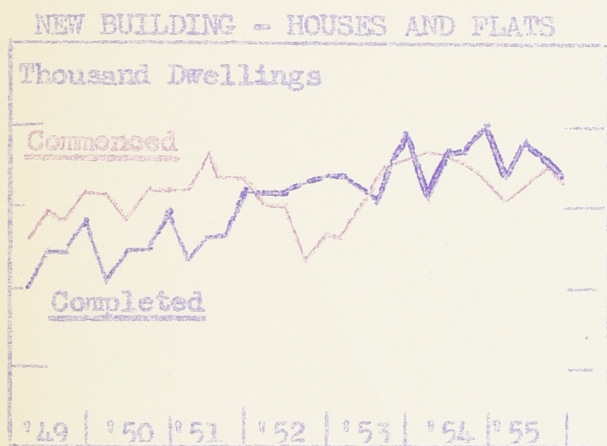 NEW BUILDING - HOUSES AND FLATS
Thousand Dwellings
Commenced
Completed
'49 '50 '51 '52 '53 '54 '55